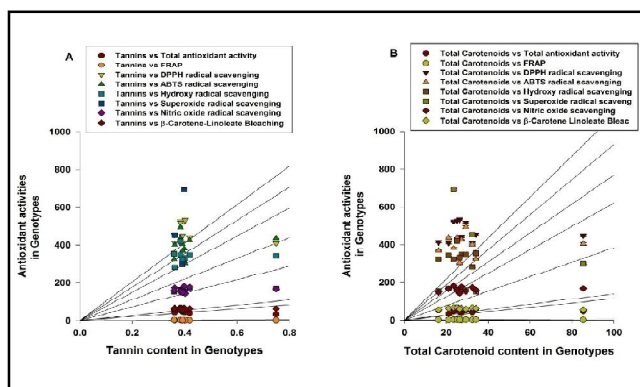 A
Tannins vs Total antioxidant activity
Tannins vs FRAP
Tannins vs DPPH radical scavenging
Tannins vs ABTS radical scavenging
Tannins vs Hydroxy radical scavenging
Tannins vs Superoxide radical scavenging
Tannins vs Nitric oxide radical scavenging
Tannins vs β-Carotene-Linoleate Bleaching
Antioxidant activities
in Genotypes
1000
800
600
400
200
0
0.0 0.2 0.4 0.6 0.8
Tannin content in Genotypes
B
Total Carotenoids vs Total antioxidant activity
Total Carotenoids vs FRAP
Total Carotenoids vs DPPH radical scavenging
Total Carotenoids vs ABTS radical scavenging
Total Carotenoids vs Hydroxy radical scavenging
Total Carotenoids vs Superoxide radical scaveng
Total Carotenoids vs Nitric oxide radical scavenging
Total Carotenoids vs β-Carotene Linoleate Bleac
Antioxidant activities
in Genotypes
1000
800
600
400
200
0
0 20 40 60 80 100
Total Carotenoid content in Genotypes